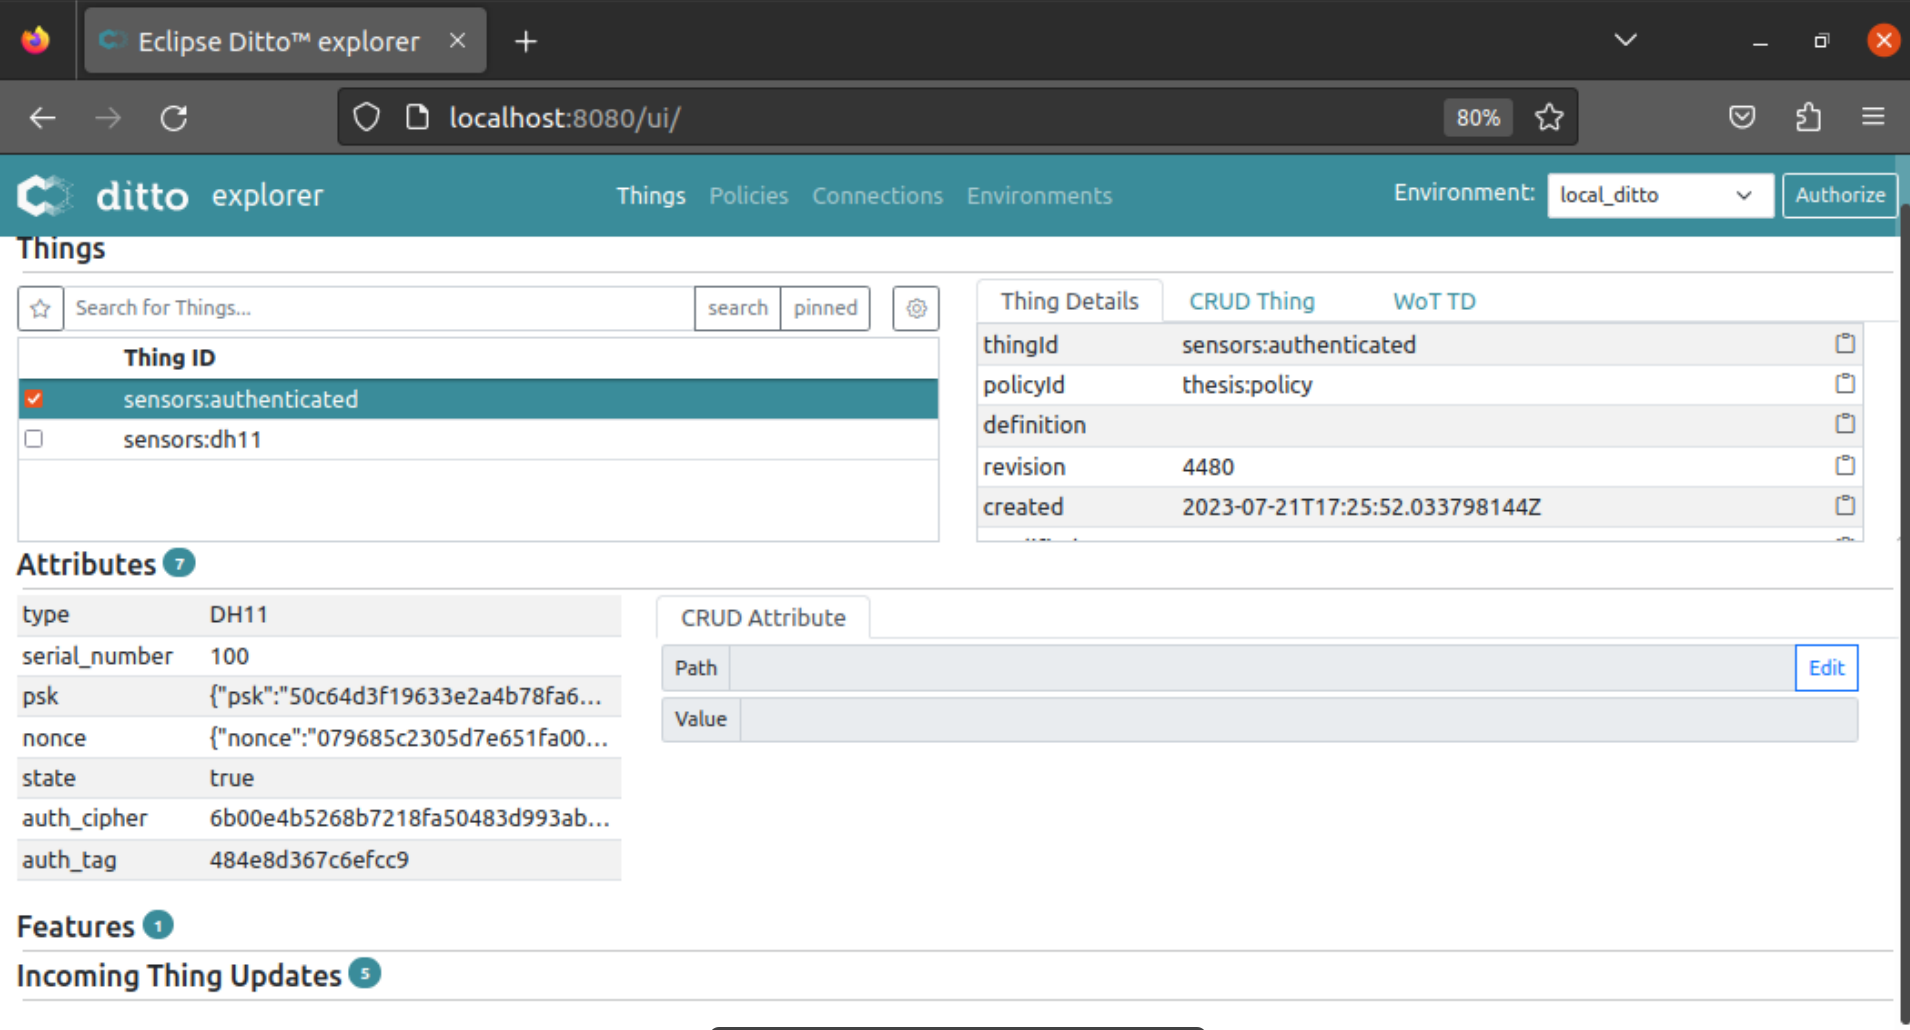 Eclipse Ditto™ explorer
localhost:8080/ui/
80%
ditto explorer
Things Policies Connections Environments
Environment: local_ditto Authorize
Things
Search for Things... search pinned
Thing ID
sensors:authenticated
sensors:dh11
Thing Details CRUD Thing WoT TD
thingId sensors:authenticated
policyId thesis:policy
definition
revision 4480
created 2023-07-21T17:25:52.033798144Z
Attributes 7
type DH11
serial_number 100
psk {"psk":"50c64d3f19633e2a4b78fa6...
nonce {"nonce":"079685c2305d7e651fa00...
state true
auth_cipher 6b00e4b5268b7218fa50483d993ab...
auth_tag 484e8d367c6efcc9
CRUD Attribute
Path Edit
Value
Features 1
Incoming Thing Updates 5